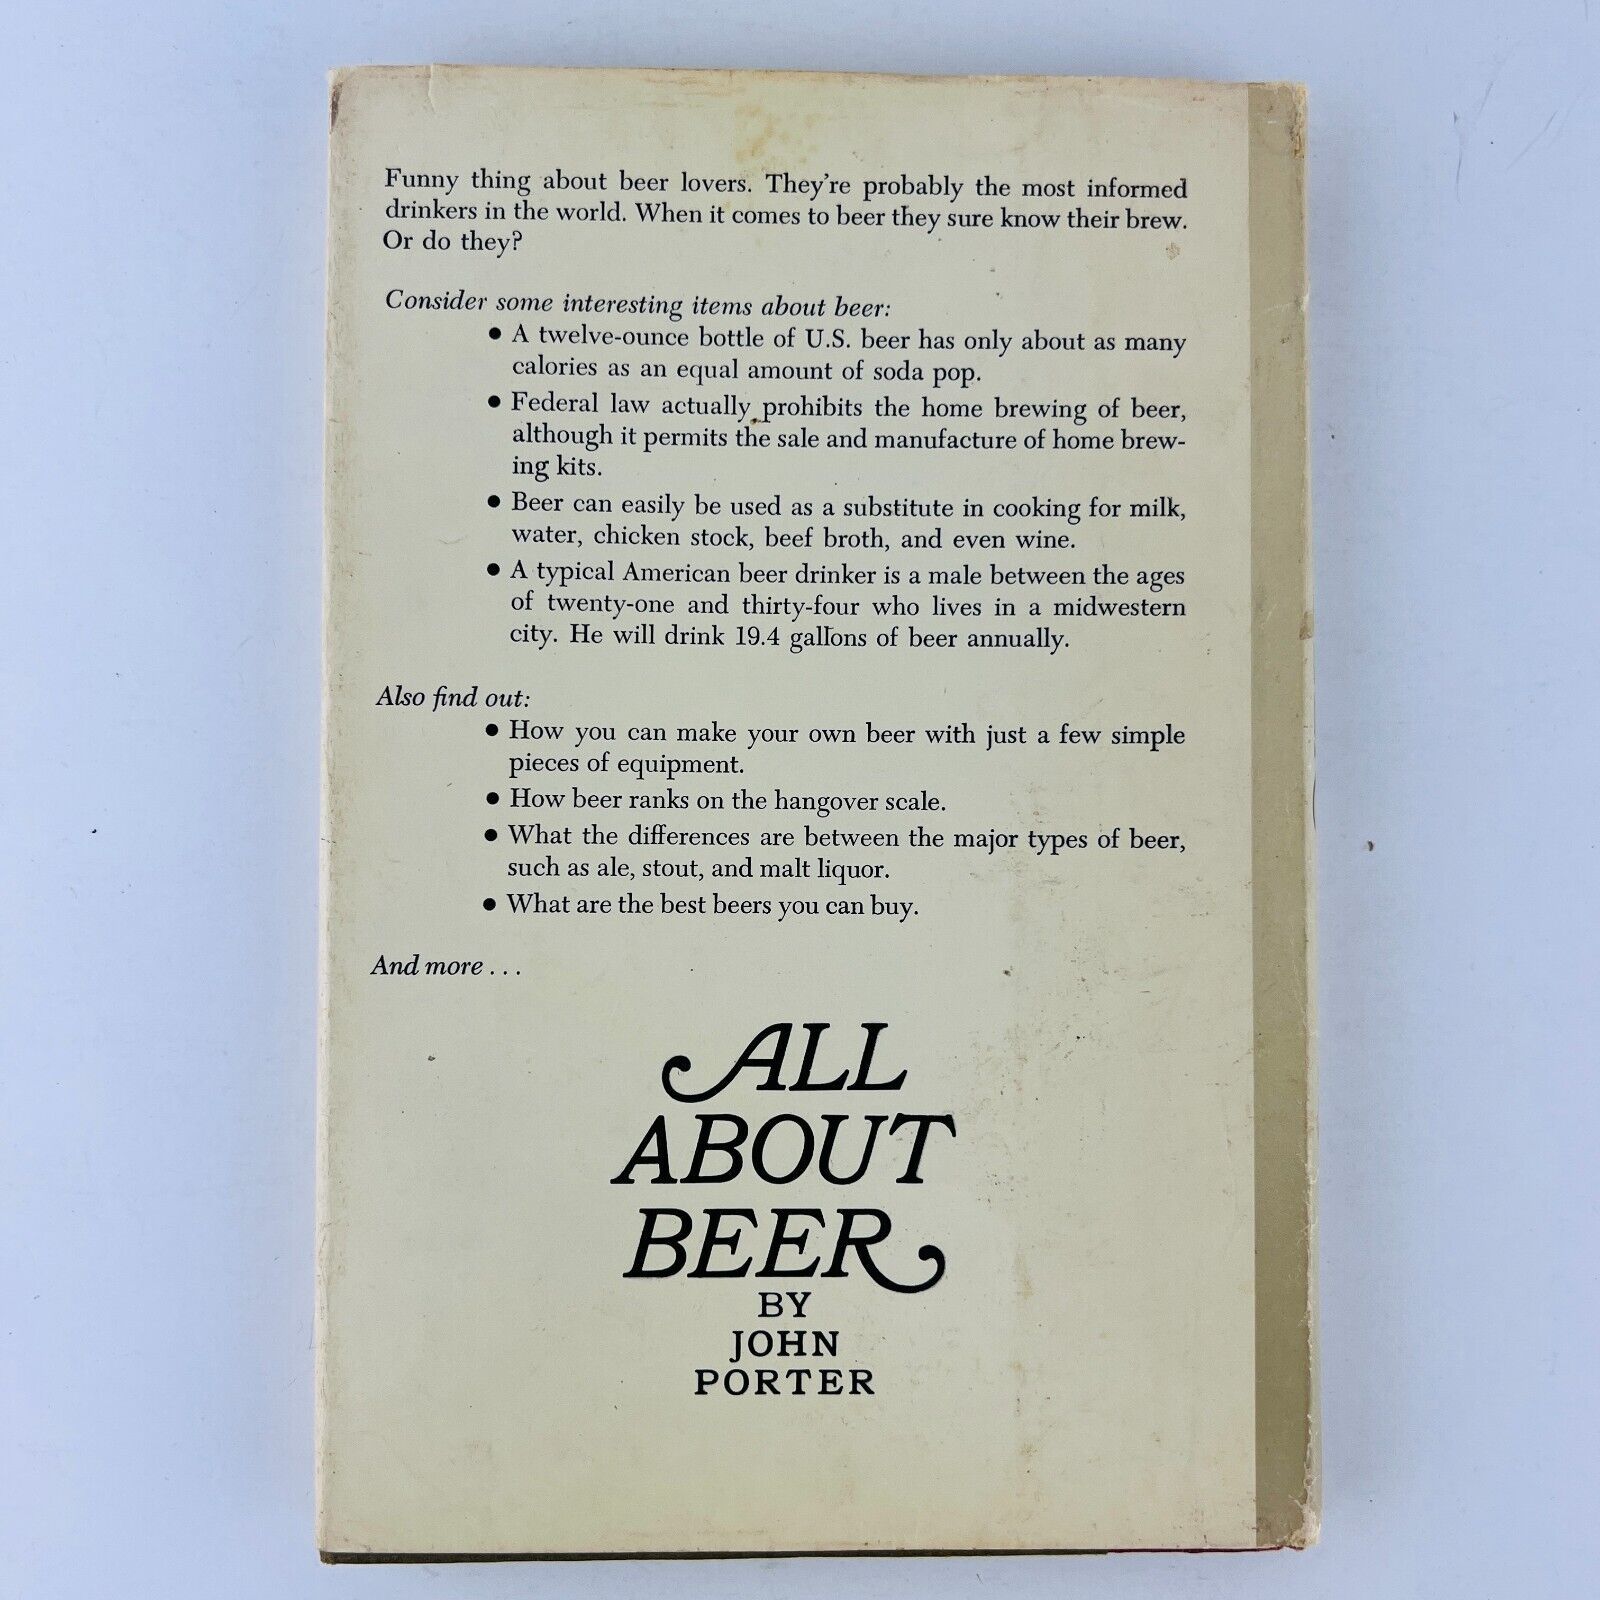 Funny thing about beer lovers. They're probably the most informed
drinkers in the world. When it comes to beer they sure know their brew.
Or do they?
Consider some interesting items about beer:
● A twelve-ounce bottle of U.S. beer has only about as many
calories as an equal amount of soda pop.
● Federal law actually prohibits the home brewing of beer,
although it permits the sale and manufacture of home brew-
ing kits.
● Beer can easily be used as a substitute in cooking for milk,
water, chicken stock, beef broth, and even wine.
● A typical American beer drinker is a male between the ages
of twenty-one and thirty-four who lives in a midwestern
city. He will drink 19.4 gallons of beer annually.
Also find out:
● How you can make your own beer with just a few simple
pieces of equipment.
● How beer ranks on the hangover scale.
● What the differences are between the major types of beer,
such as ale, stout, and malt liquor.
● What are the best beers you can buy.
And more . . .
ALL
ABOUT
BEER
BY
JOHN
PORTER